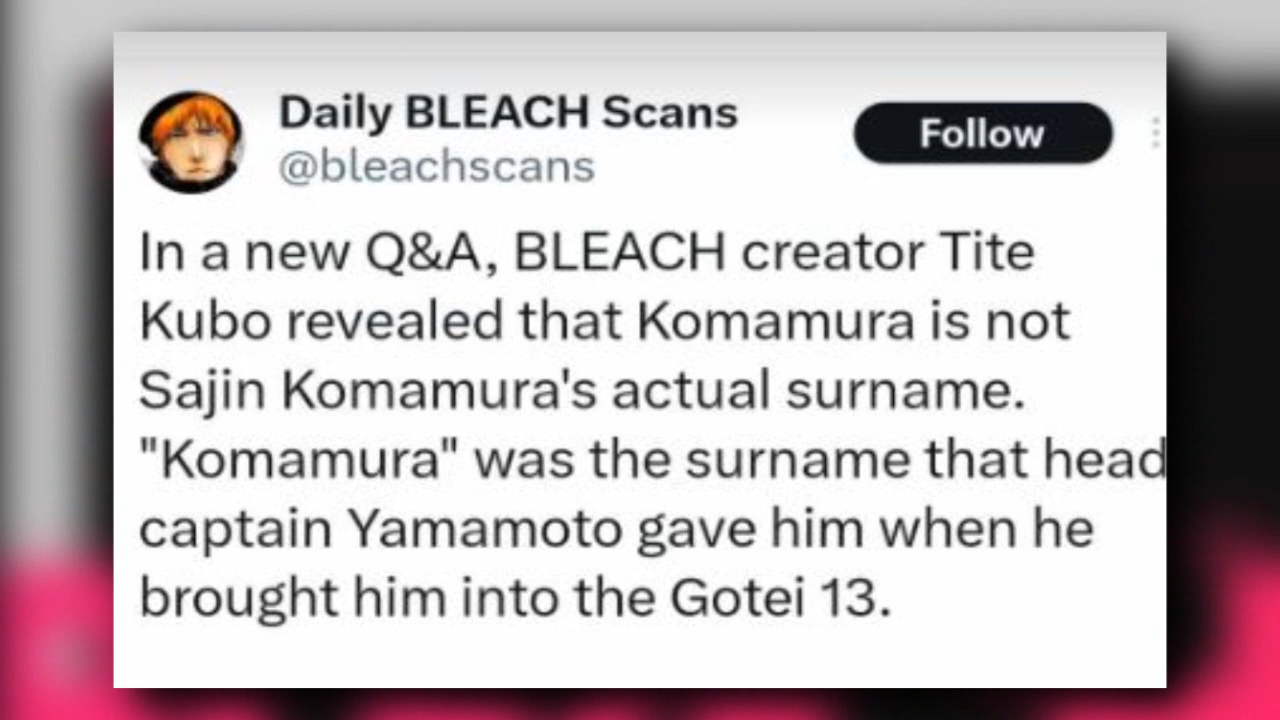 Daily BLEACH Scans
@bleachscans
Follow
In a new Q&A, BLEACH creator Tite
Kubo revealed that Komamura is not
Sajin Komamura's actual surname.
"Komamura" was the surname that head
captain Yamamoto gave him when he
brought him into the Gotei 13.